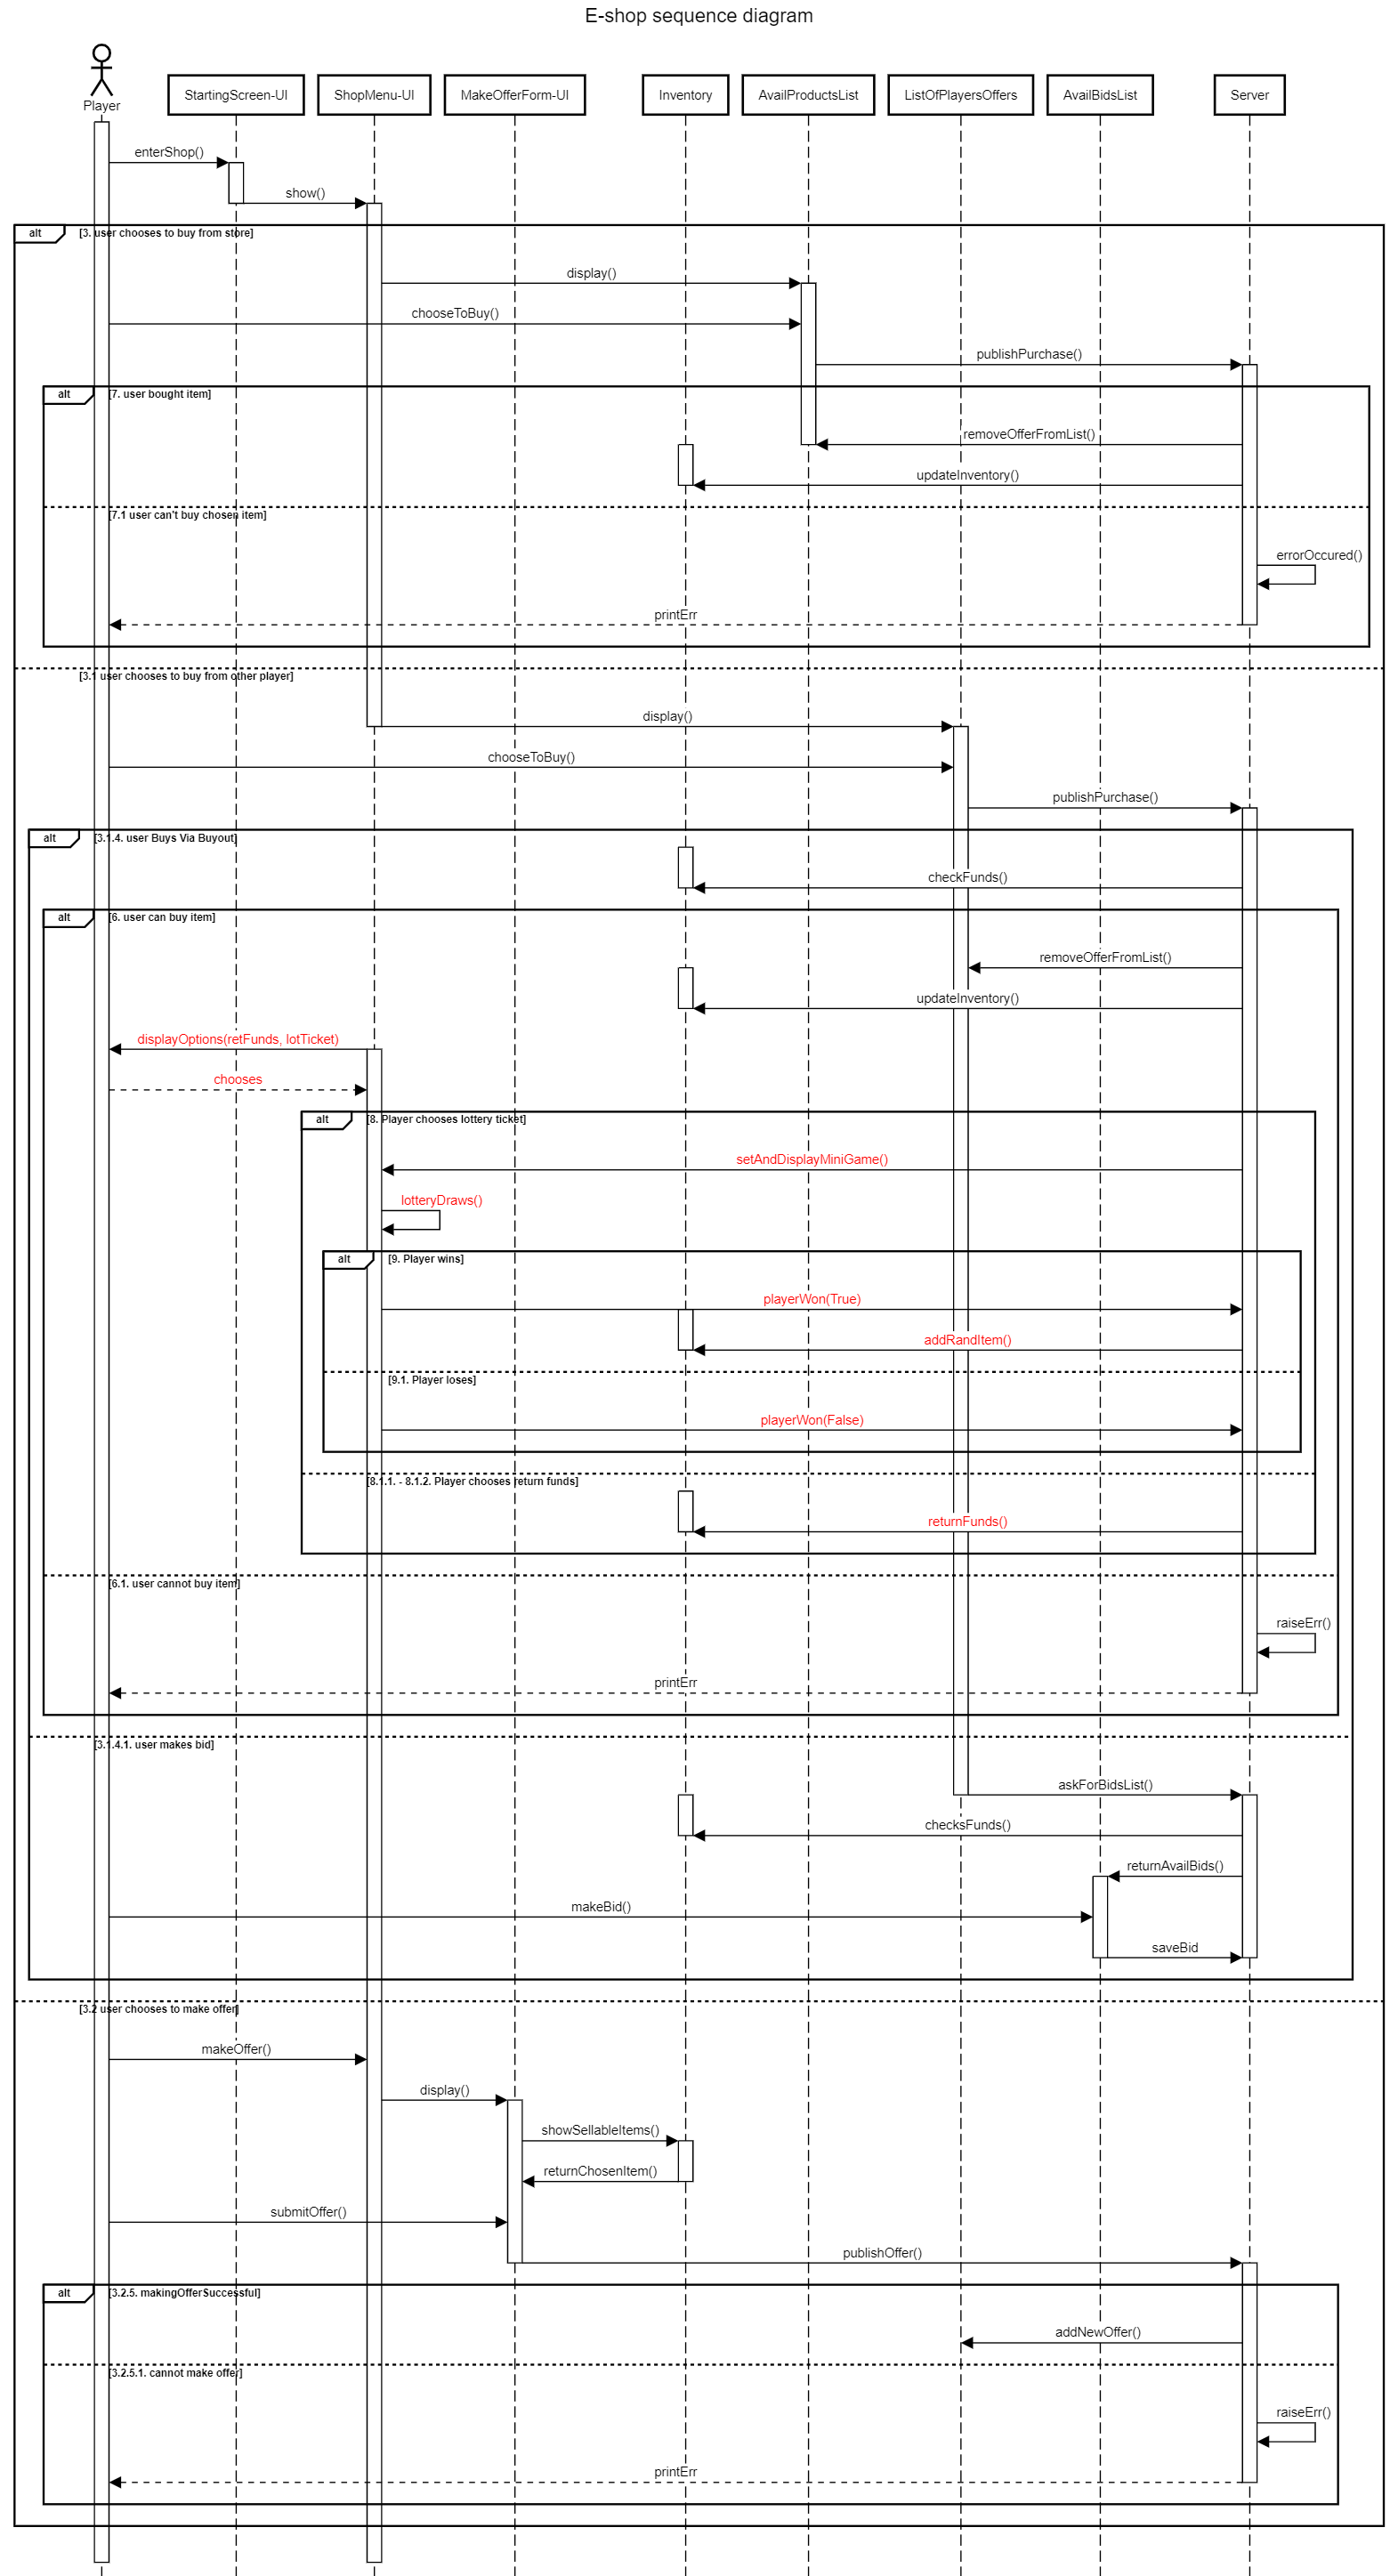 E-shop sequence diagram
Player
StartingScreen-UI
ShopMenu-UI
MakeOfferForm-UI
Inventory
AvailProductsList
ListOfPlayersOffers
AvailBidsList
Server
enterShop()
show()
alt [3. user chooses to buy from store]
display()
chooseToBuy()
publishPurchase()
alt [7. user bought item]
removeOfferFromList()
updateInventory()
[7.1 user can't buy chosen item]
errorOccured()
printErr
[3.1 user chooses to buy from other player]
display()
chooseToBuy()
publishPurchase()
alt [3.1.4. user Buys Via Buyout]
checkFunds()
alt [6. user can buy item]
removeOfferFromList()
updateInventory()
displayOptions(retFunds, lotTicket)
chooses
alt [8. Player chooses lottery ticket]
setAndDisplayMiniGame()
lotteryDraws()
alt [9. Player wins]
playerWon(True)
addRandItem()
[9.1. Player loses]
playerWon(False)
[8.1.1. - 8.1.2. Player chooses return funds]
returnFunds()
[6.1. user cannot buy item]
raiseErr()
printErr
[3.1.4.1. user makes bid]
askForBidsList()
checksFunds()
returnAvailBids()
makeBid()
saveBid
[3.2 user chooses to make offer]
makeOffer()
display()
showSellableItems()
returnChosenItem()
submitOffer()
publishOffer()
alt [3.2.5. makingOfferSuccessful]
addNewOffer()
[3.2.5.1. cannot make offer]
raiseErr()
printErr